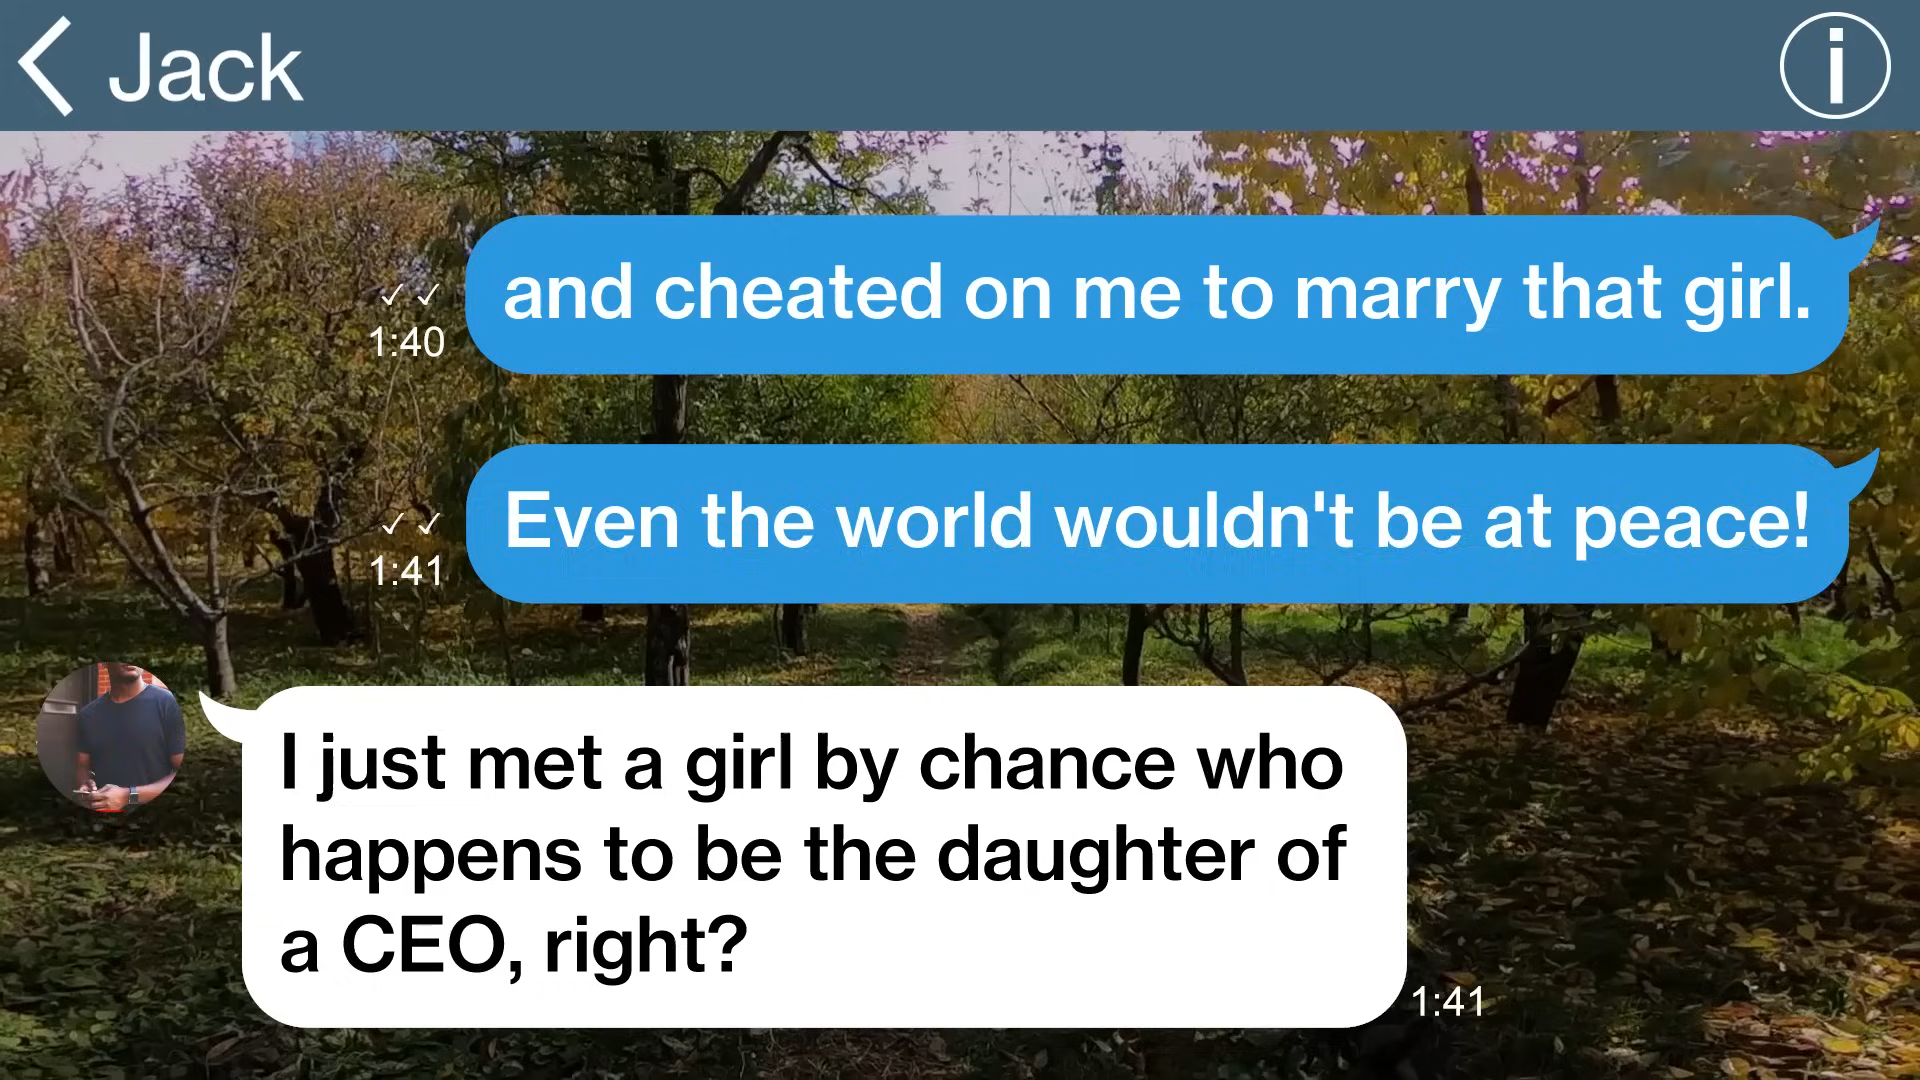 Jack
and cheated on me to marry that girl.
1:40
Even the world wouldn't be at peace!
1:41
I just met a girl by chance who
happens to be the daughter of
a CEO, right?
1:41